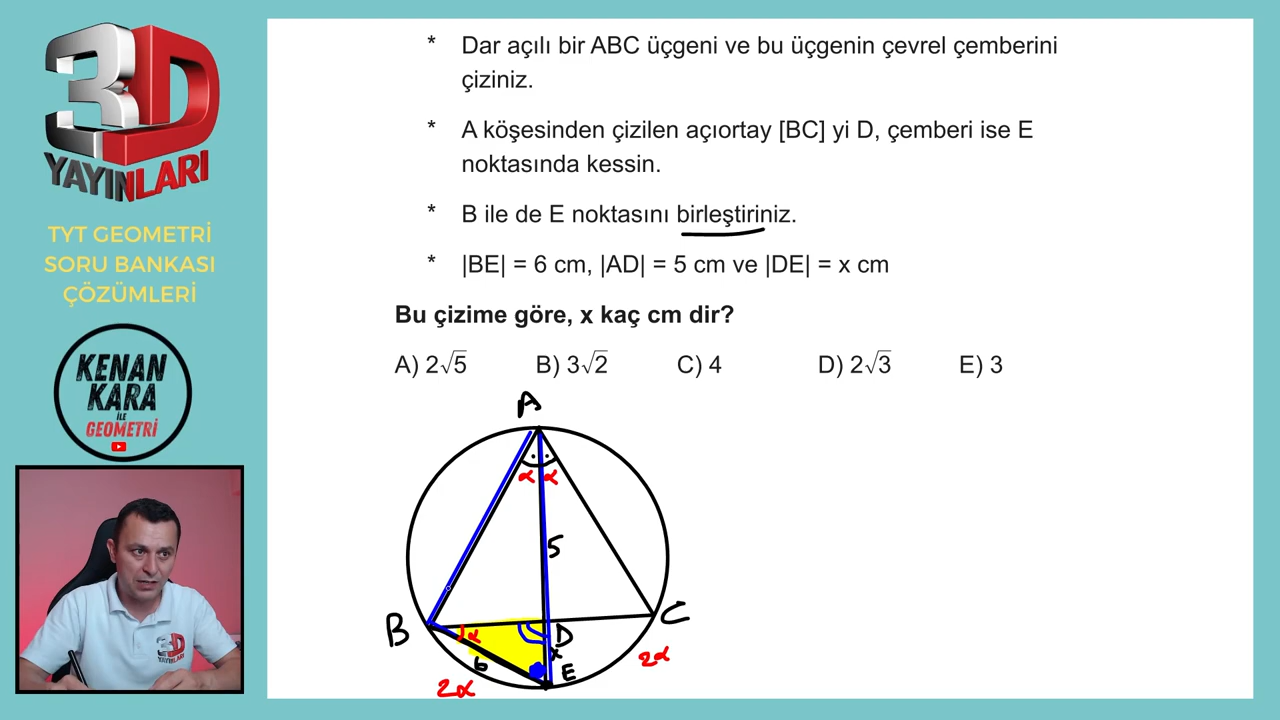 3D
YAYINLARI
TYT GEOMETRİ
SORU BANKASI
ÇÖZÜMLERİ
KENAN
KARA
İLE
GEOMETRİ
3D
YAYINLARI
* Dar açılı bir ABC üçgeni ve bu üçgenin çevrel çemberini
çiziniz.
* A köşesinden çizilen açıortay [BC] yi D, çemberi ise E
noktasında kessin.
* B ile de E noktasını birleştiriniz.
* |BE| = 6 cm, |AD| = 5 cm ve |DE| = x cm
Bu çizime göre, x kaç cm dir?
A) 2√5 B) 3√2 C) 4 D) 2√3 E) 3
A
α α
5
B C
α D
x
6 E
2α 2α